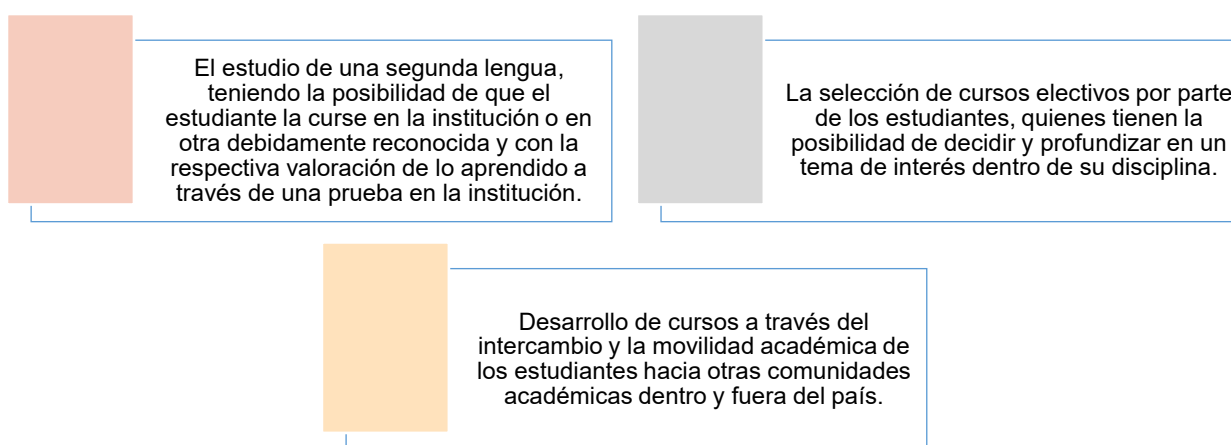 El estudio de una segunda lengua,
teniendo la posibilidad de que el
estudiante la curse en la institución o en
otra debidamente reconocida y con la
respectiva valoración de lo aprendido a
través de una prueba en la institución.
La selección de cursos electivos por parte
de los estudiantes, quienes tienen la
posibilidad de decidir y profundizar en un
tema de interés dentro de su disciplina.
Desarrollo de cursos a través del
intercambio y la movilidad académica de
los estudiantes hacia otras comunidades
académicas dentro y fuera del país.